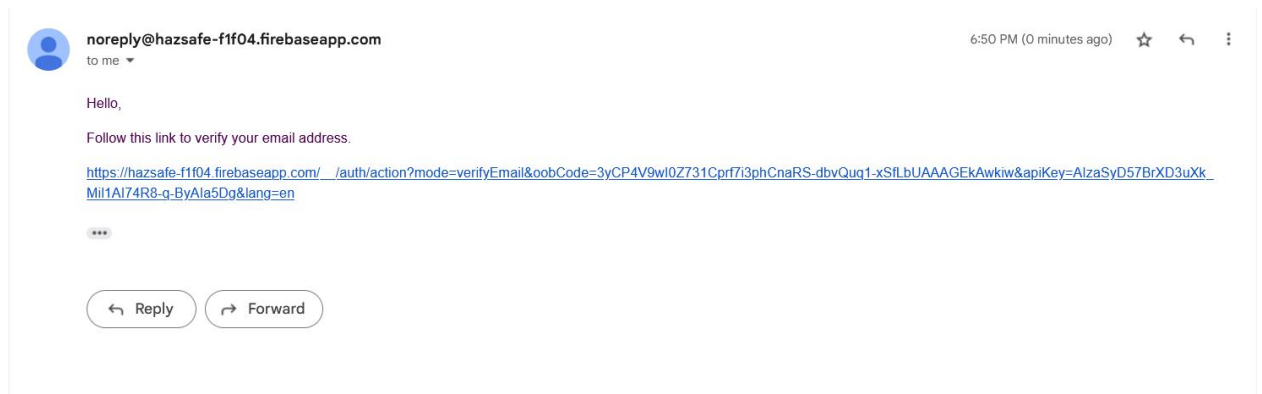 noreply@hazsafe-f1f04.firebaseapp.com
6:50 PM (0 minutes ago)
to me
Hello,
Follow this link to verify your email address.
https://hazsafe-f1f04.firebaseapp.com/__/auth/action?mode=verifyEmail&oobCode=3yCP4V9wI0Z731Cprf7i3phCnaRS-dbvQuq1-xSfLbUAAAGEkAwkiw&apiKey=AIzaSyD57BrXD3uXk_
Mil1AI74R8-q-ByAIa5Dg&lang=en
Reply
Forward